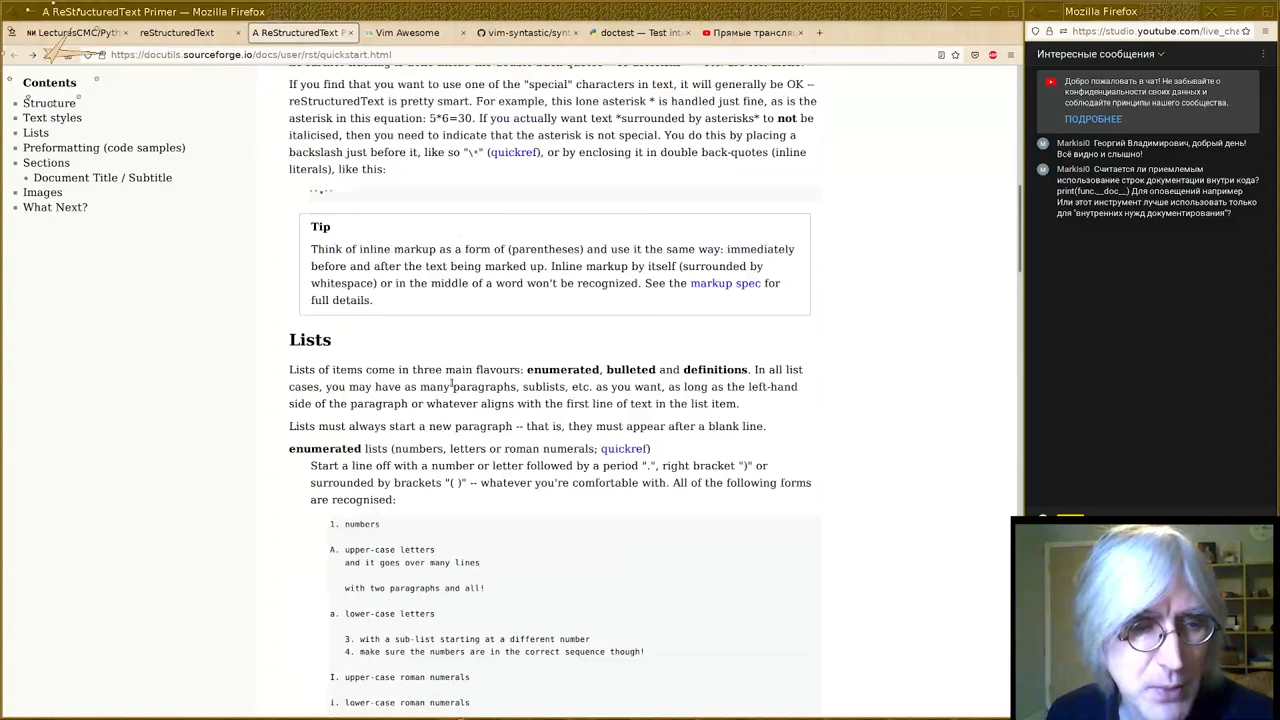 A ReStructuredText Primer — Mozilla Firefox
Mozilla Firefox
LecturesCMC/Pyth
reStructuredText
A ReStructuredText P
Vim Awesome
vim-syntastic/synt
doctest — Test inte
Прямые трансляц
https://docutils.sourceforge.io/docs/user/rst/quickstart.html
https://studio.youtube.com/live_cha
Contents
Structure
Text styles
Lists
Preformatting (code samples)
Sections
Document Title / Subtitle
Images
What Next?
If you find that you want to use one of the "special" characters in text, it will generally be OK --
reStructuredText is pretty smart. For example, this lone asterisk * is handled just fine, as is the
asterisk in this equation: 5*6=30. If you actually want text *surrounded by asterisks* to not be
italicised, then you need to indicate that the asterisk is not special. You do this by placing a
backslash just before it, like so "\*" (quickref), or by enclosing it in double back-quotes (inline
literals), like this:
Tip
Think of inline markup as a form of (parentheses) and use it the same way: immediately
before and after the text being marked up. Inline markup by itself (surrounded by
whitespace) or in the middle of a word won't be recognized. See the markup spec for
full details.
Lists
Lists of items come in three main flavours: enumerated, bulleted and definitions. In all list
cases, you may have as many paragraphs, sublists, etc. as you want, as long as the left-hand
side of the paragraph or whatever aligns with the first line of text in the list item.
Lists must always start a new paragraph -- that is, they must appear after a blank line.
enumerated lists (numbers, letters or roman numerals; quickref)
Start a line off with a number or letter followed by a period ".", right bracket ")" or
surrounded by brackets "( )" -- whatever you're comfortable with. All of the following forms
are recognised:
1. numbers
A. upper-case letters
and it goes over many lines
with two paragraphs and all!
a. lower-case letters
3. with a sub-list starting at a different number
4. make sure the numbers are in the correct sequence though!
I. upper-case roman numerals
i. lower-case roman numerals
Интересные сообщения
Добро пожаловать в чат! Не забывайте о
конфиденциальности своих данных и
соблюдайте принципы нашего сообщества.
ПОДРОБНЕЕ
M Markisi0 Георгий Владимирович, добрый день!
Всё видно и слышно!
M Markisi0 Считается ли приемлемым
использование строк документации внутри кода?
print(func.__doc__) Для оповещений например
Или этот инструмент лучше использовать только
для "внутренних нужд документирования"?